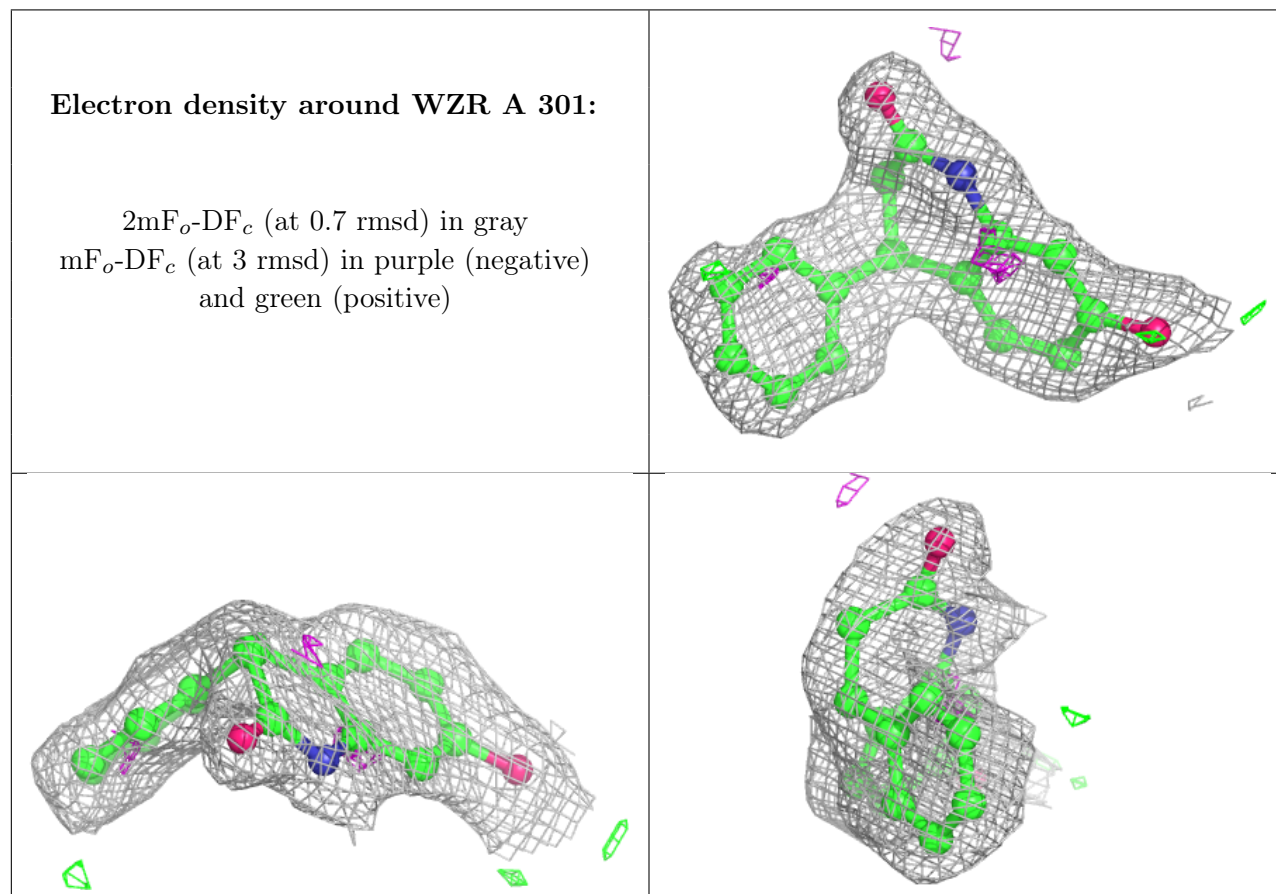 Electron density around WZR A 301:
2mFo-DFc (at 0.7 rmsd) in gray
mFo-DFc (at 3 rmsd) in purple (negative)
and green (positive)